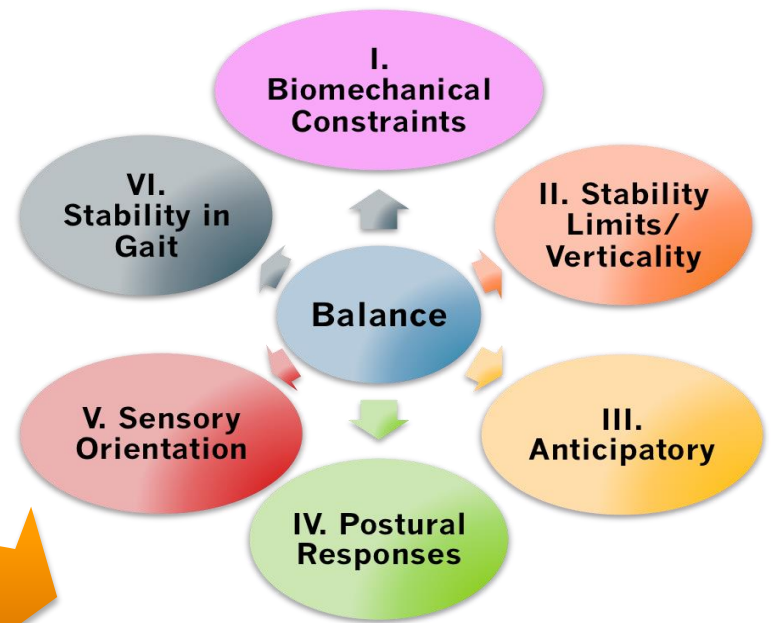 I.
Biomechanical
Constraints
II. Stability
Limits/
Verticality
III.
Anticipatory
IV. Postural
Responses
V. Sensory
Orientation
VI.
Stability in
Gait
Balance